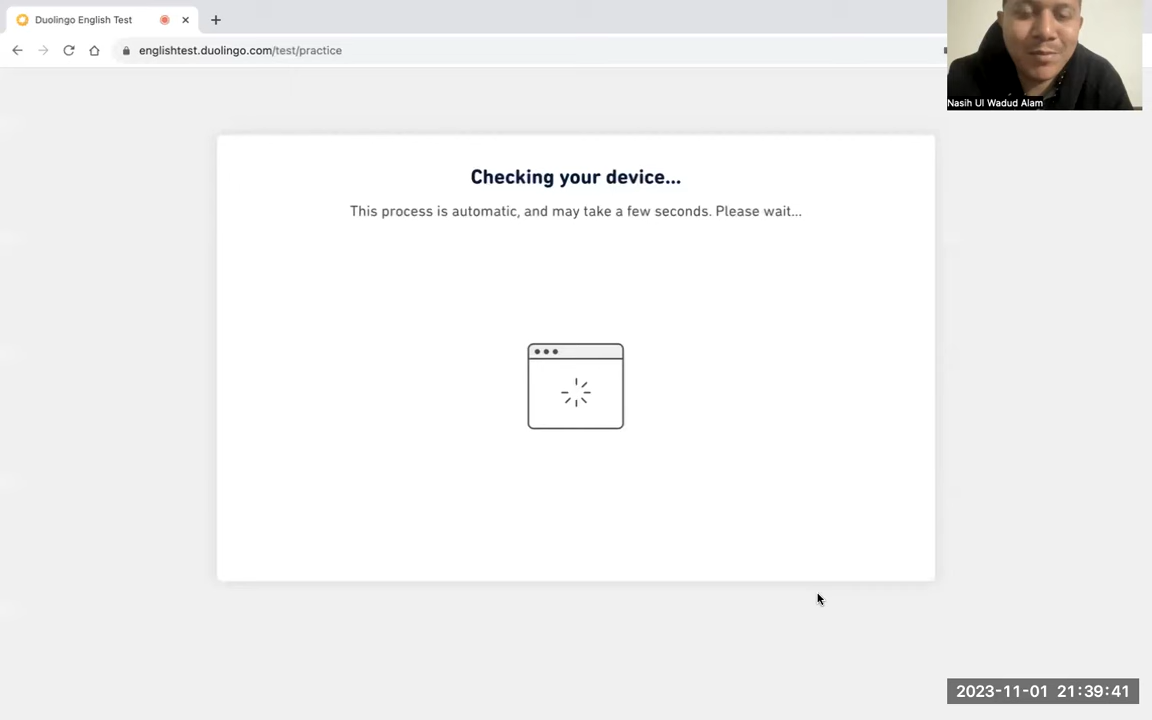 Duolingo English Test
englishtest.duolingo.com/test/practice
Nasih Ul Wadud Alam
Checking your device...
This process is automatic, and may take a few seconds. Please wait...
2023-11-01 21:39:41